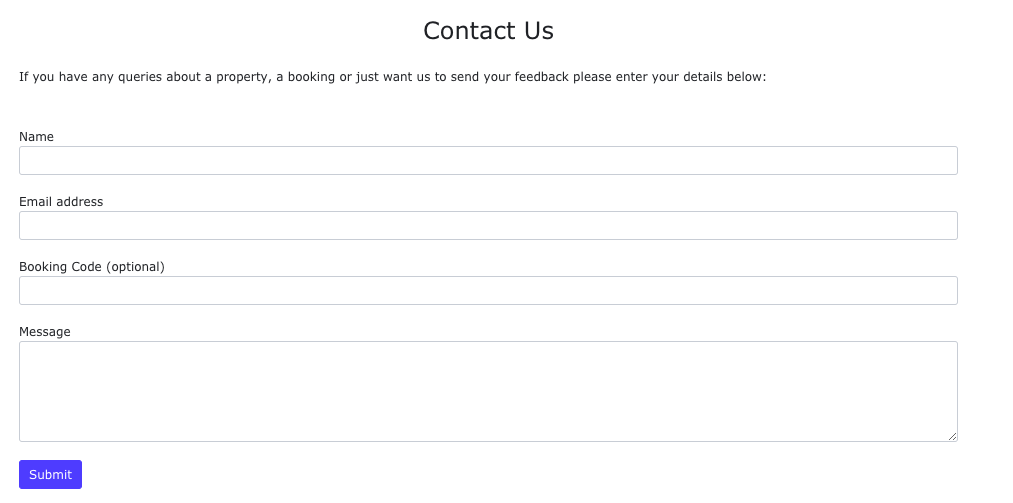 Contact Us
If you have any queries about a property, a booking or just want us to send your feedback please enter your details below:
Name
Email address
Booking Code (optional)
Message
Submit